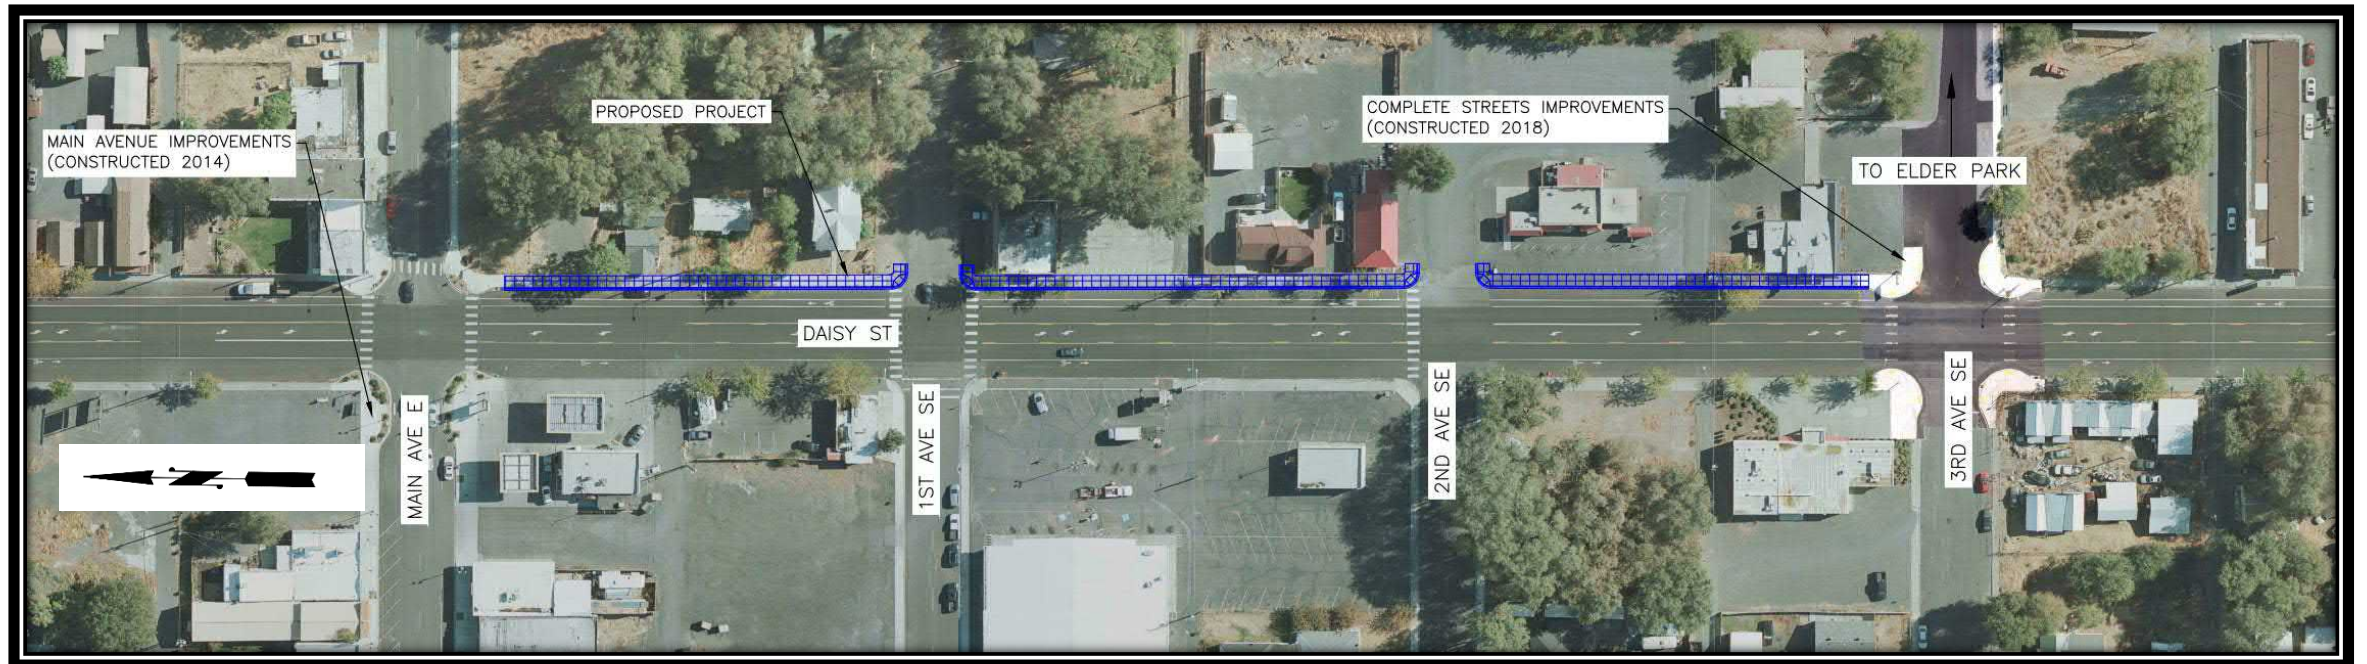 PROPOSED PROJECT
COMPLETE STREETS IMPROVEMENTS
(CONSTRUCTED 2018)
MAIN AVENUE IMPROVEMENTS
(CONSTRUCTED 2014)
TO ELDER PARK
DAISY ST
MAIN AVE E
1ST AVE SE
2ND AVE SE
3RD AVE SE